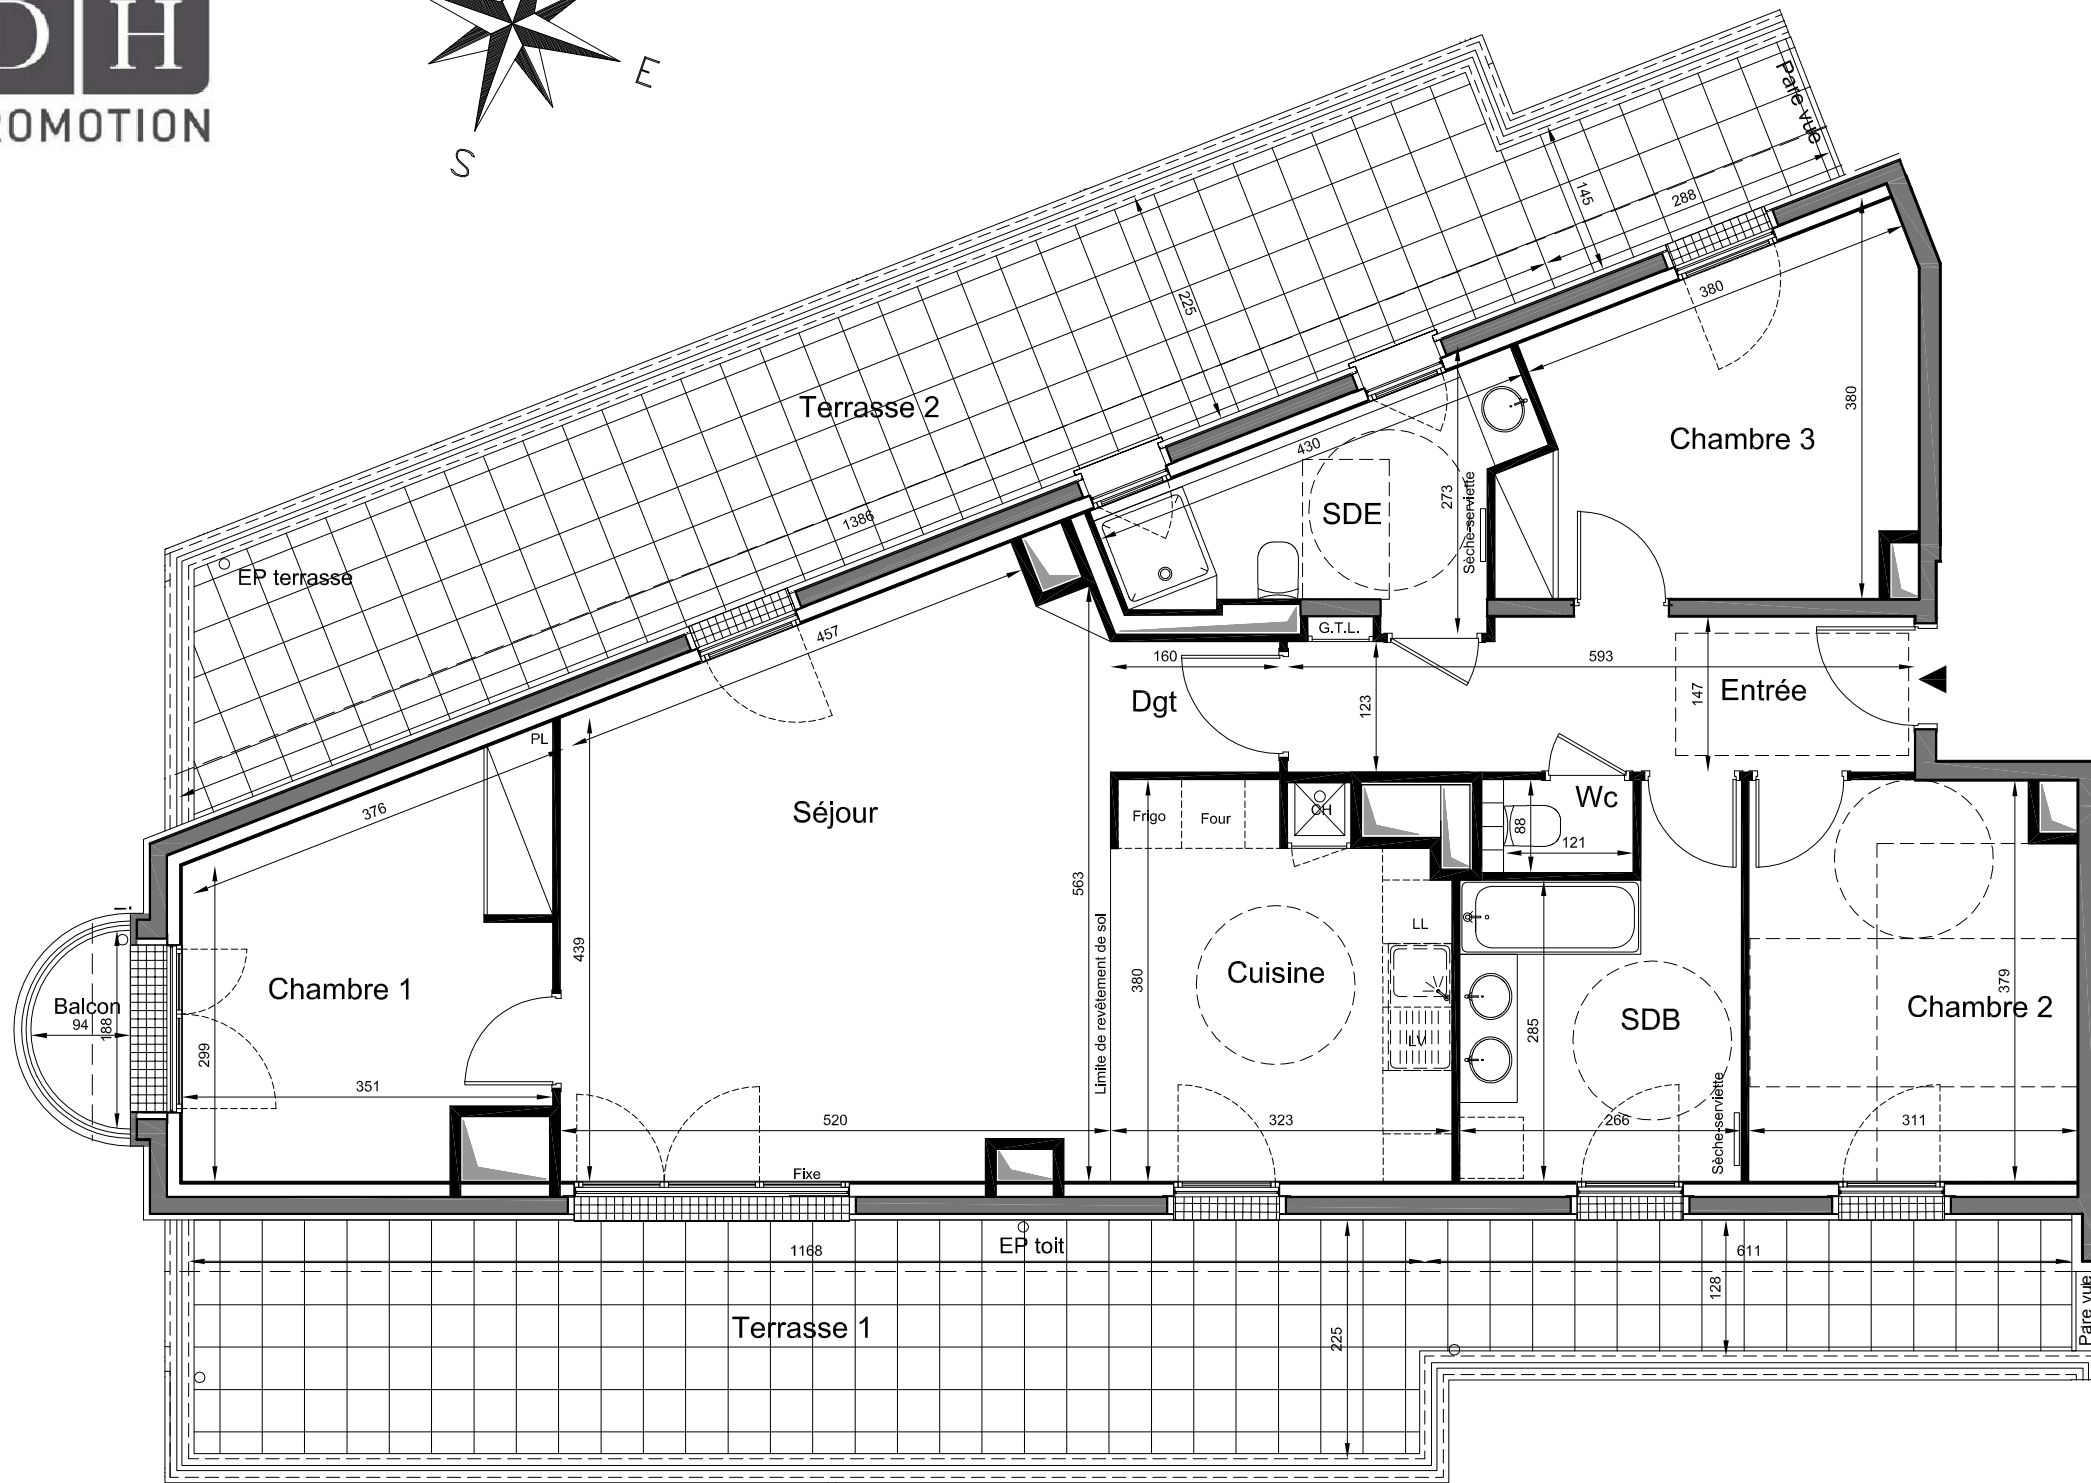 D H
ROMOTION
E
S
Pare vue
145
288
225
380
380
Terrasse 2
Chambre 3
430
273
SDE
Sèche-serviette
1386
EP terrasse
457
G.T.L.
160
593
Dgt
123
147
Entrée
PL
376
Séjour
Frigo
Four
CH
88
Wc
121
563
439
Limite de revêtement de sol
380
LL
Cuisine
LV
285
SDB
379
Chambre 2
Chambre 1
Balcon
94
188
299
351
520
323
266
Sèche-serviette
311
Fixe
1168
EP toit
611
128
225
Terrasse 1
Pare vue